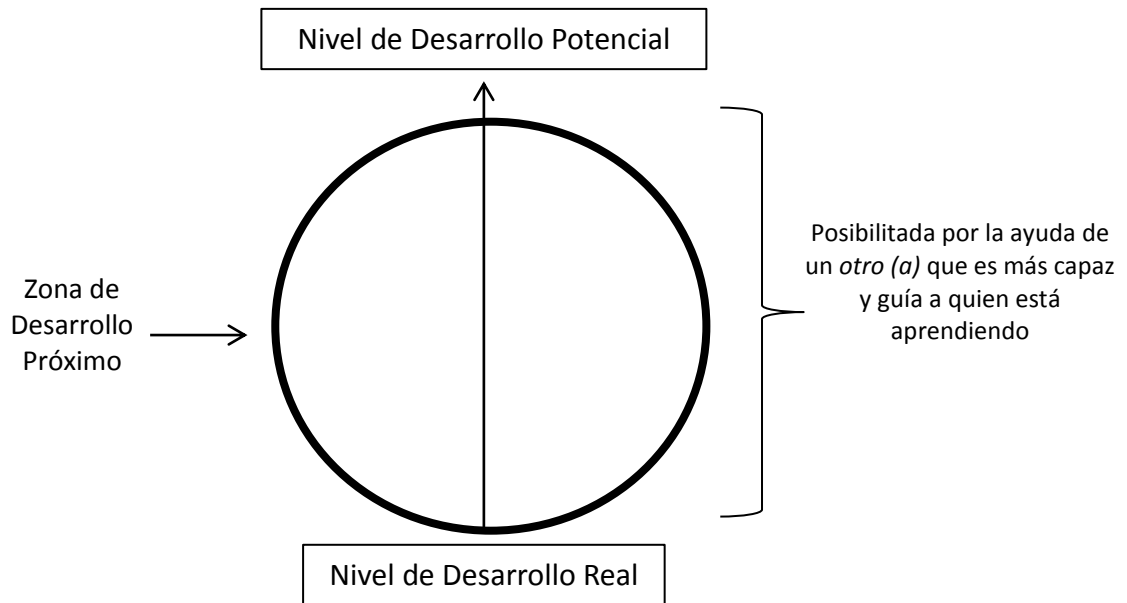 Nivel de Desarrollo Potencial
Zona de
Desarrollo
Próximo
Posibilitada por la ayuda de
un otro (a) que es más capaz
y guía a quien está
aprendiendo
Nivel de Desarrollo Real